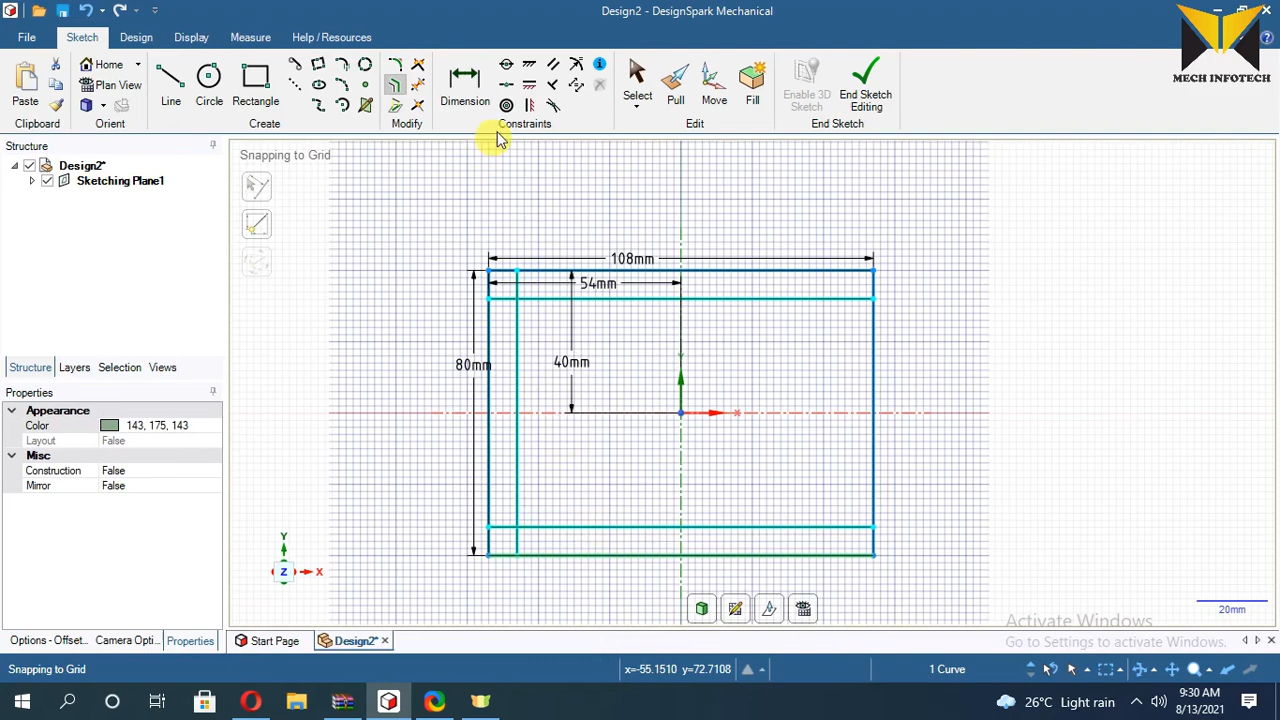 Design2 - DesignSpark Mechanical
File
Sketch
Design
Display
Measure
Help / Resources
MECH INFOTECH
Paste
Clipboard
Home
Plan View
Orient
Line
Circle
Rectangle
Create
Modify
Dimension
Constraints
Select
Pull
Move
Fill
Edit
Enable 3D
Sketch
End Sketch
Editing
End Sketch
Structure
Design2*
Sketching Plane1
Structure
Layers
Selection
Views
Properties
Appearance
Color
143, 175, 143
Layout
False
Misc
Construction
False
Mirror
False
Snapping to Grid
108mm
54mm
80mm
40mm
Y
X
Y
Z
X
20mm
Activate Windows
Go to Settings to activate Windows.
Options - Offset...
Camera Opti...
Properties
Start Page
Design2*
Snapping to Grid
x=-55.1510 y=72.7108
1 Curve
26°C Light rain
9:30 AM
8/13/2021